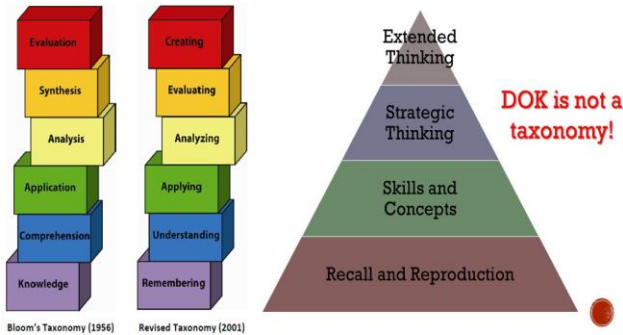 Evaluation
Synthesis
Analysis
Application
Comprehension
Knowledge
Bloom's Taxonomy (1956)
Creating
Evaluating
Analyzing
Applying
Understanding
Remembering
Revised Taxonomy (2001)
Extended
Thinking
Strategic
Thinking
Skills and
Concepts
Recall and Reproduction
DOK is not a
taxonomy!